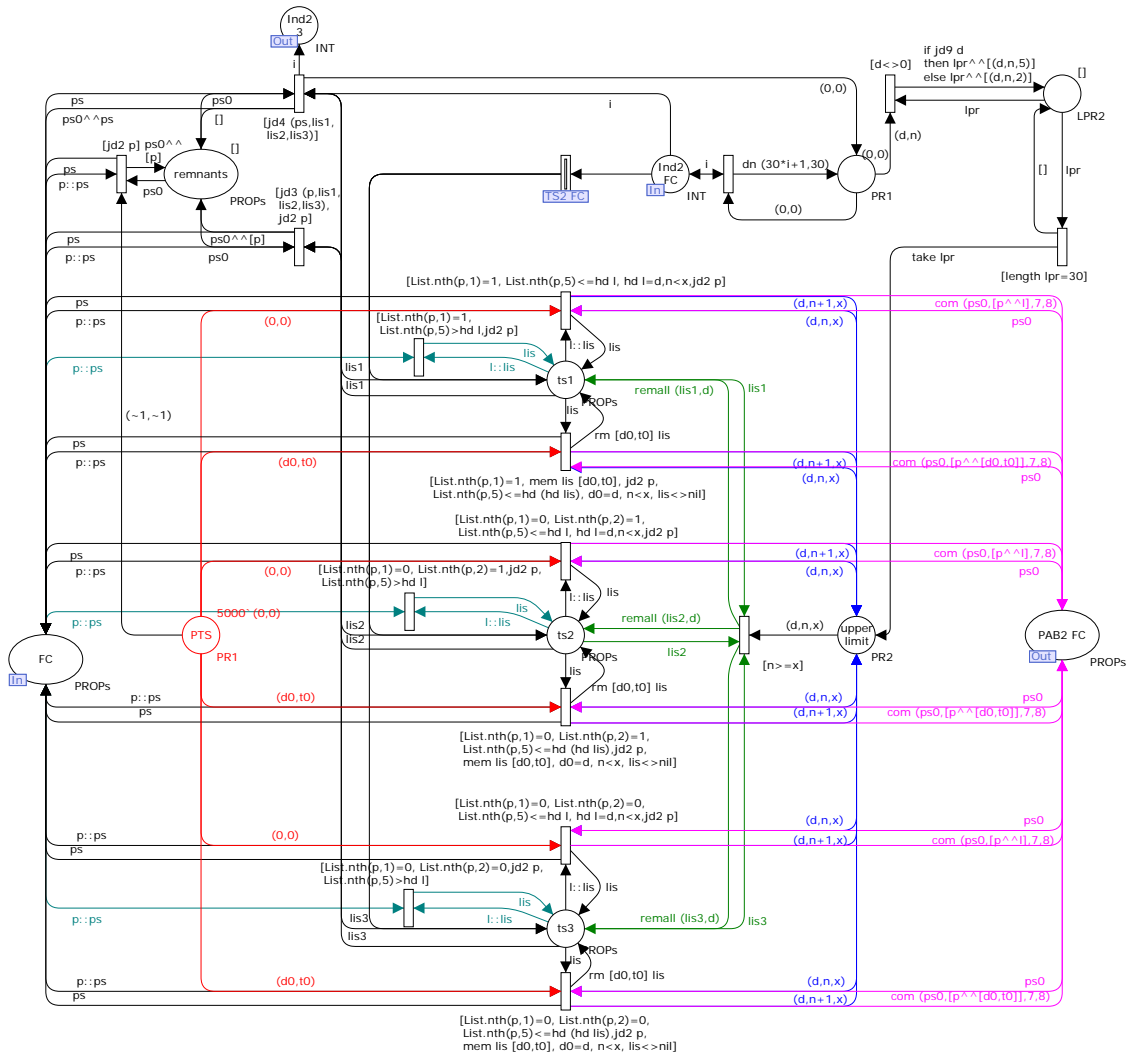 Ind2
3
Out
INT
i
if jd9 d
then lpr^^[(d,n,5)]
else lpr^^[(d,n,2)]
[d<>0]
[]
LPR2
lpr
(d,n)
(0,0)
ps
ps0
i
ps0^^ps
[]
[jd4 (ps,lis1,
lis2,lis3)]
[jd2 p]
ps0^^
[p]
[]
ps
ps0
p::ps
remnants
PROPs
[jd3 (p,lis1,
lis2,lis3),
jd2 p]
TS2 FC
Ind2
FC
In
INT
i
dn (30*i+1,30)
(0,0)
PR1
(0,0)
[]
lpr
ps
ps0^^[p]
p::ps
ps0
take lpr
[length lpr=30]
[List.nth(p,1)=1, List.nth(p,5)<=hd l, hd l=d,n<x,jd2 p]
ps
(d,n+1,x)
com (ps0,[p^^l],7,8)
p::ps
(0,0)
[List.nth(p,1)=1,
List.nth(p,5)>hd l,jd2 p]
(d,n,x)
ps0
lis
l::lis
lis
p::ps
l::lis
lis1
lis1
ts1
PROPs
remall (lis1,d)
lis1
(~1,~1)
lis
rm [d0,t0] lis
ps
p::ps
(d0,t0)
(d,n+1,x)
com (ps0,[p^^[d0,t0]],7,8)
(d,n,x)
ps0
[List.nth(p,1)=1, mem lis [d0,t0], jd2 p,
List.nth(p,5)<=hd (hd lis), d0=d, n<x, lis<>nil]
[List.nth(p,1)=0, List.nth(p,2)=1,
List.nth(p,5)<=hd l, hd l=d,n<x,jd2 p]
ps
(d,n+1,x)
com (ps0,[p^^l],7,8)
p::ps
(0,0)
[List.nth(p,1)=0, List.nth(p,2)=1,jd2 p,
List.nth(p,5)>hd l]
(d,n,x)
ps0
5000`(0,0)
lis
l::lis
lis
p::ps
l::lis
lis2
lis2
PTS
PR1
ts2
PROPs
remall (lis2,d)
lis2
(d,n,x)
[n>=x]
upper
limit
PR2
PAB2 FC
Out
PROPs
FC
In
PROPs
lis
rm [d0,t0] lis
p::ps
(d0,t0)
(d,n,x)
ps0
ps
(d,n+1,x)
com (ps0,[p^^[d0,t0]],7,8)
[List.nth(p,1)=0, List.nth(p,2)=1,
List.nth(p,5)<=hd (hd lis),jd2 p,
mem lis [d0,t0], d0=d, n<x, lis<>nil]
[List.nth(p,1)=0, List.nth(p,2)=0,
List.nth(p,5)<=hd l, hd l=d,n<x,jd2 p]
(d,n,x)
ps0
p::ps
(0,0)
(d,n+1,x)
com (ps0,[p^^l],7,8)
ps
[List.nth(p,1)=0, List.nth(p,2)=0,jd2 p,
List.nth(p,5)>hd l]
lis
l::lis
lis
p::ps
l::lis
lis3
lis3
ts3
PROPs
remall (lis3,d)
lis3
lis
rm [d0,t0] lis
p::ps
(d0,t0)
(d,n,x)
ps0
ps
(d,n+1,x)
com (ps0,[p^^[d0,t0]],7,8)
[List.nth(p,1)=0, List.nth(p,2)=0,
List.nth(p,5)<=hd (hd lis),jd2 p,
mem lis [d0,t0], d0=d, n<x, lis<>nil]